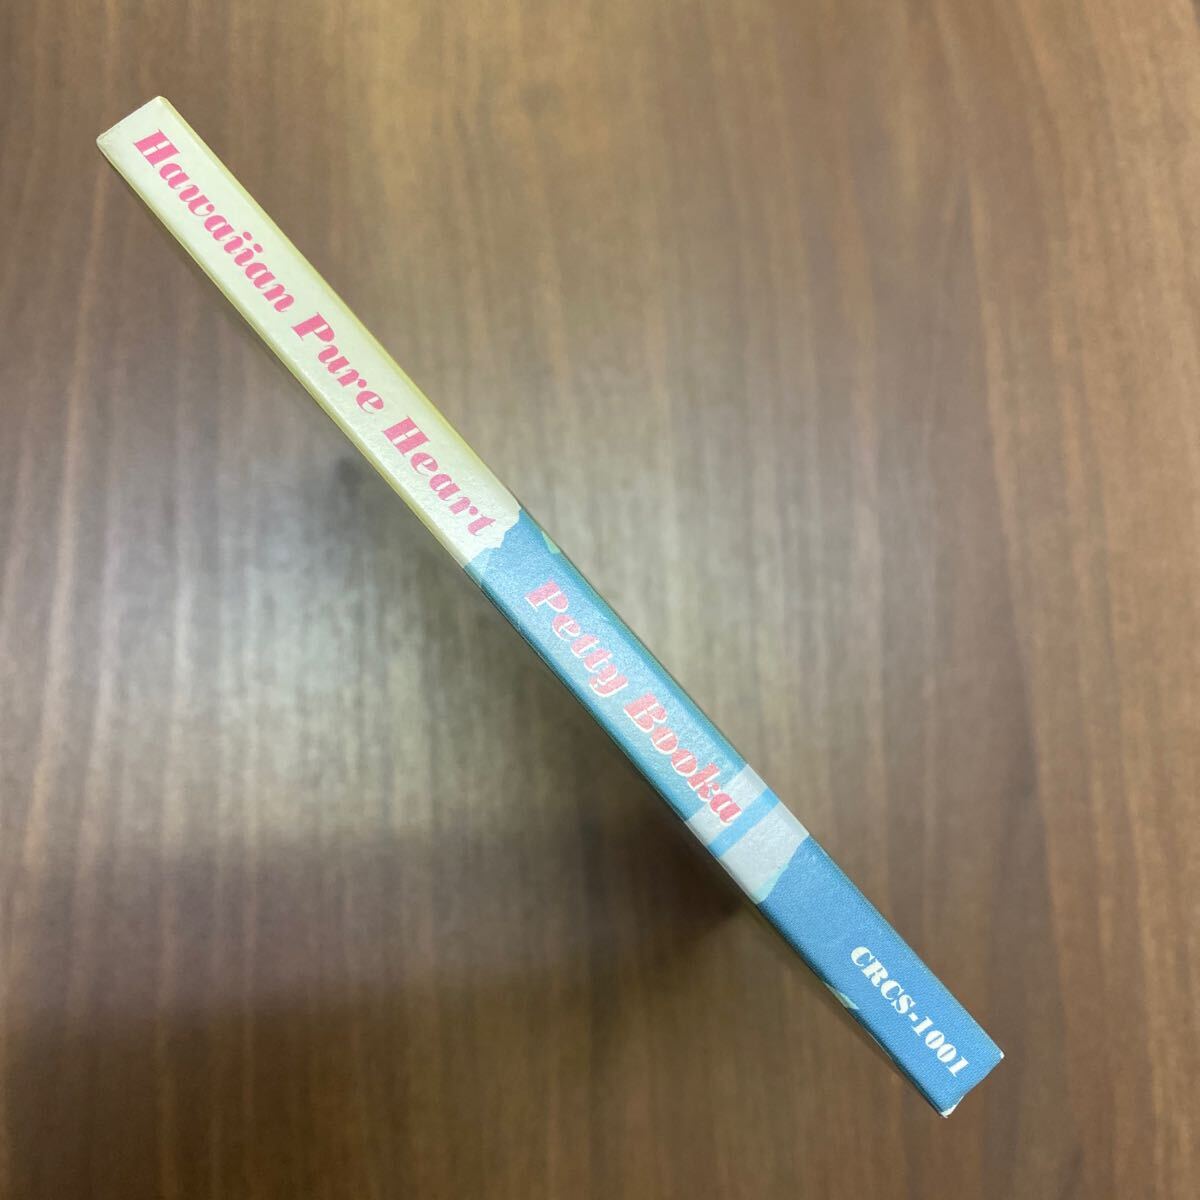 Hawaiian Pure Heart
Petty Booka
CRCS-1001